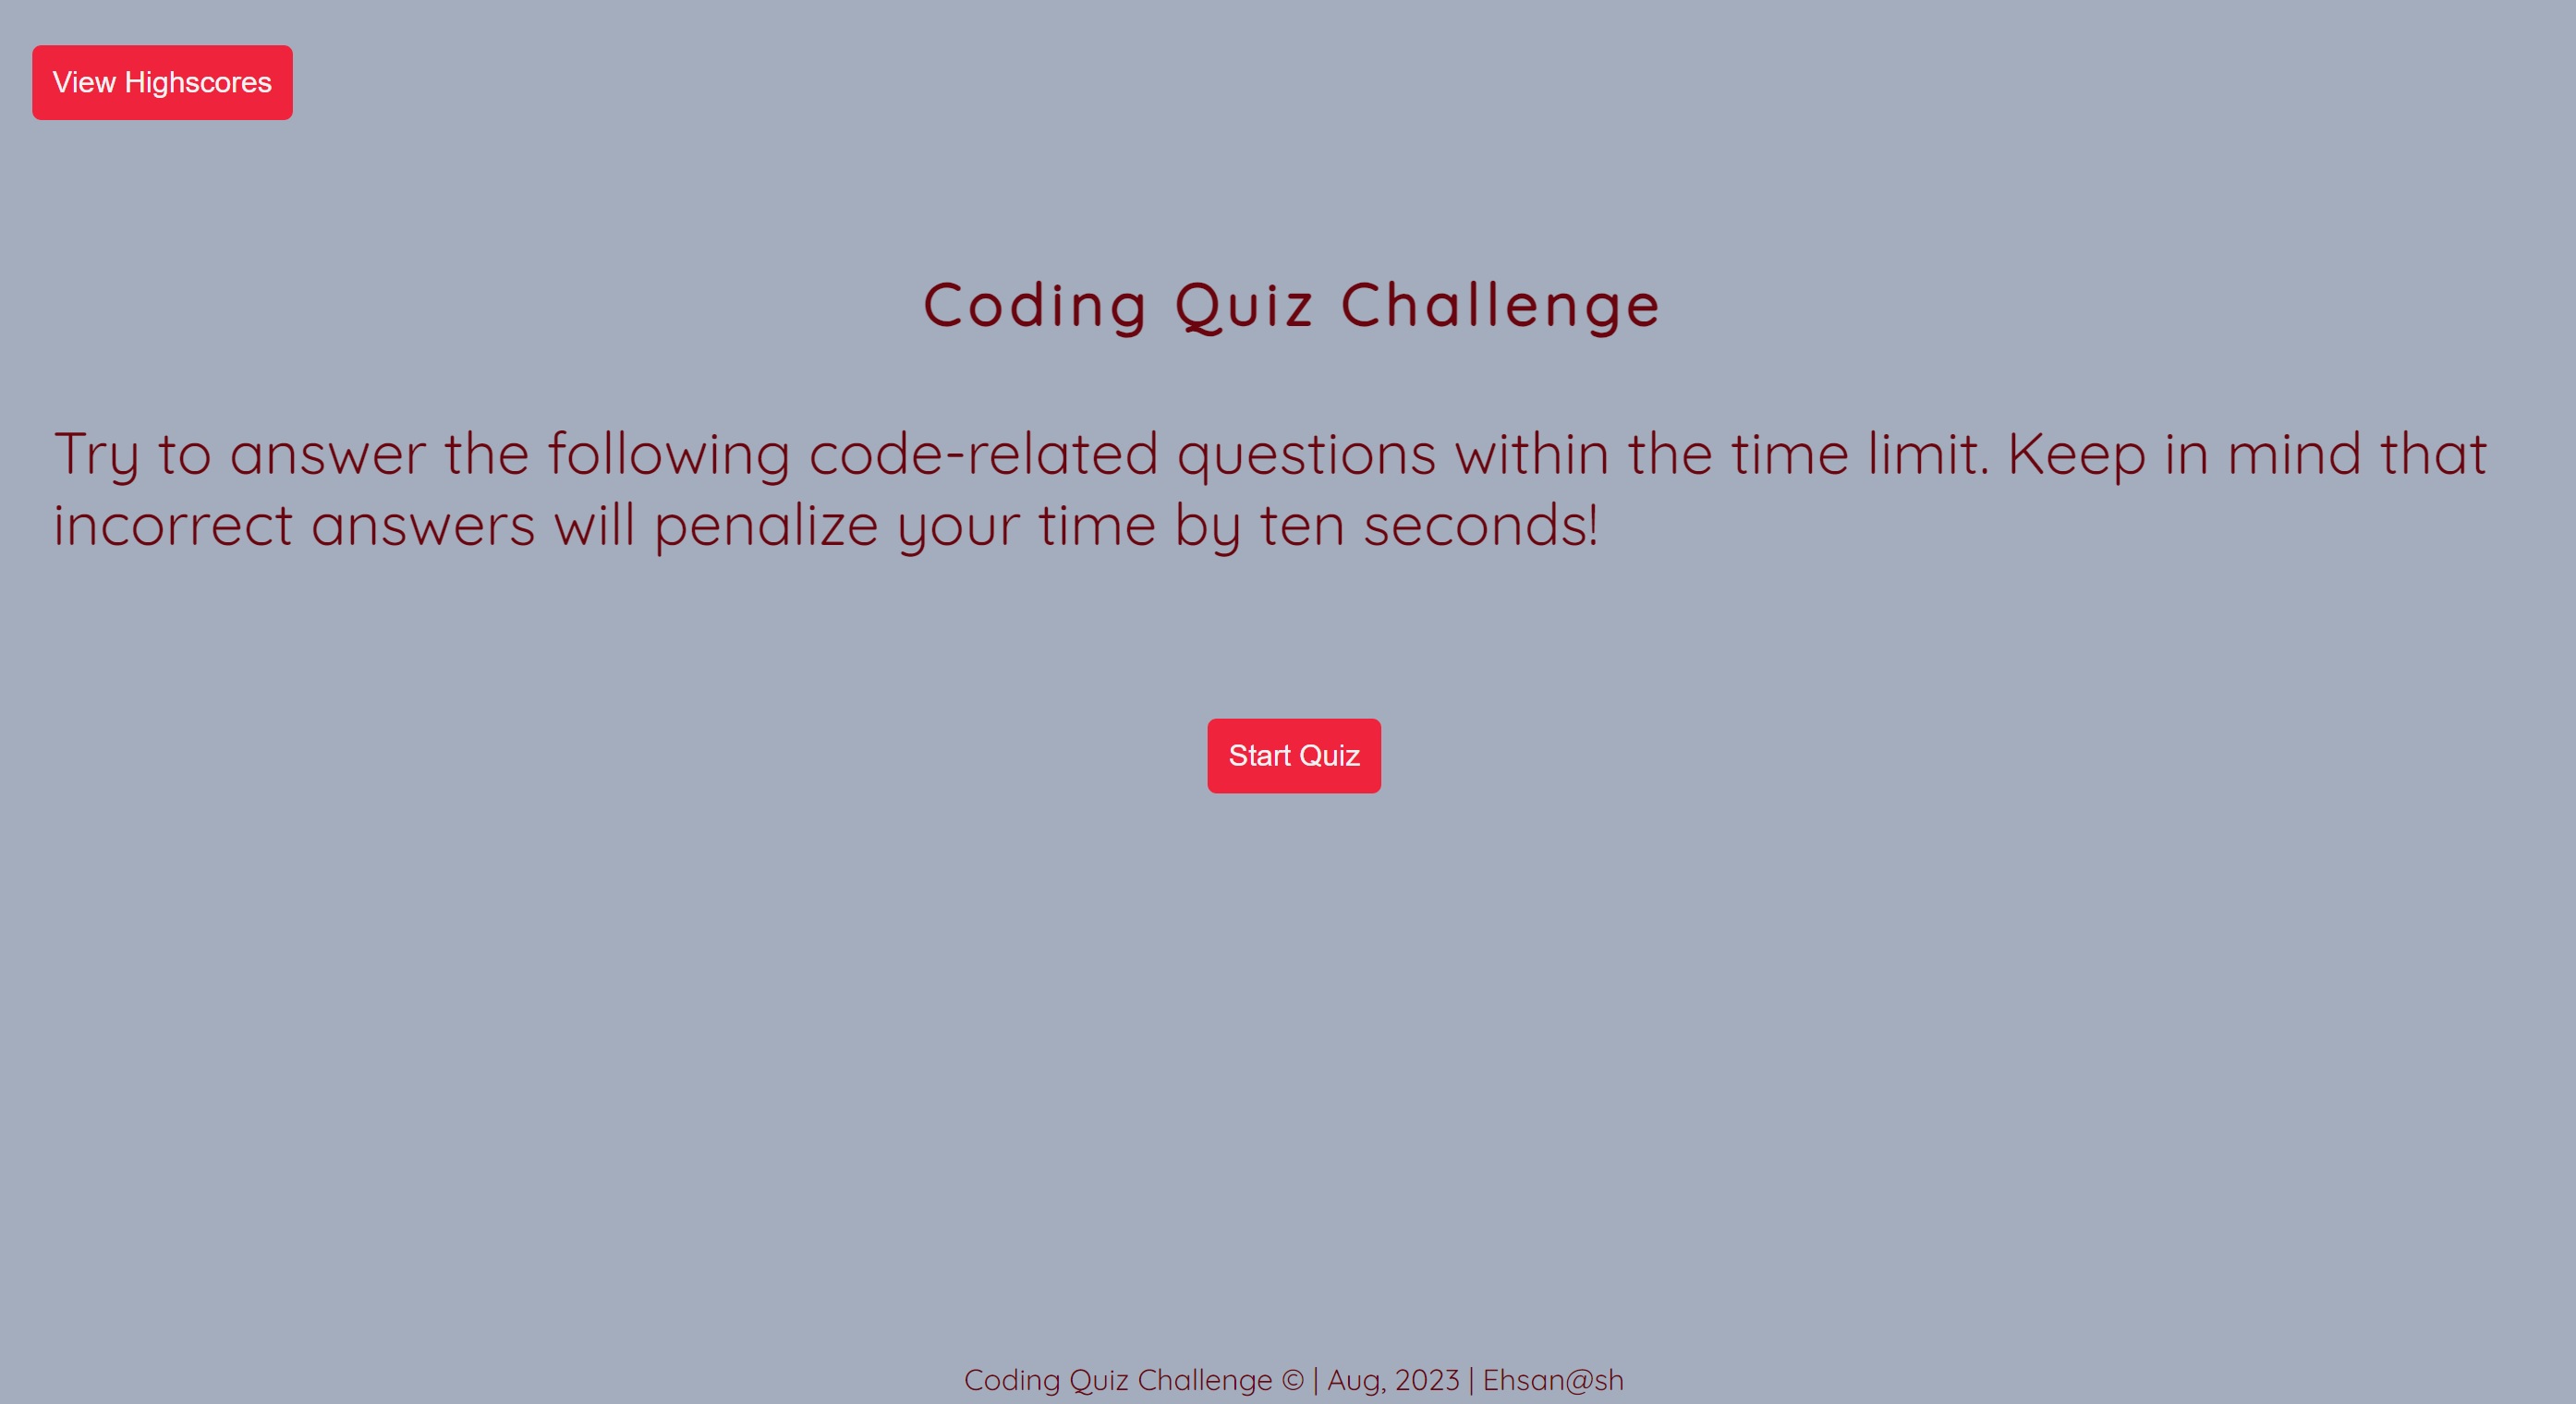 View Highscores
Coding Quiz Challenge
Try to answer the following code-related questions within the time limit. Keep in mind that
incorrect answers will penalize your time by ten seconds!
Start Quiz
Coding Quiz Challenge © | Aug, 2023 | Ehsan@sh